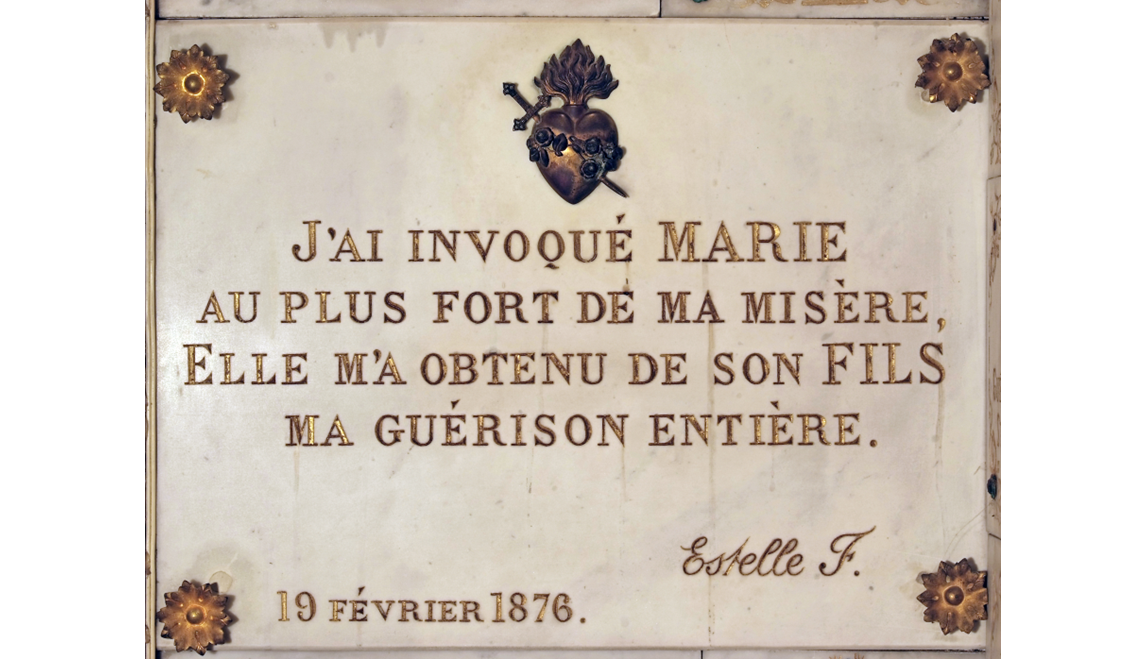 J'AI INVOQUÉ MARIE
AU PLUS FORT DE MA MISÈRE,
ELLE M'A OBTENU DE SON FILS
MA GUÉRISON ENTIÈRE.
Estelle F.
19 FÉVRIER 1876.